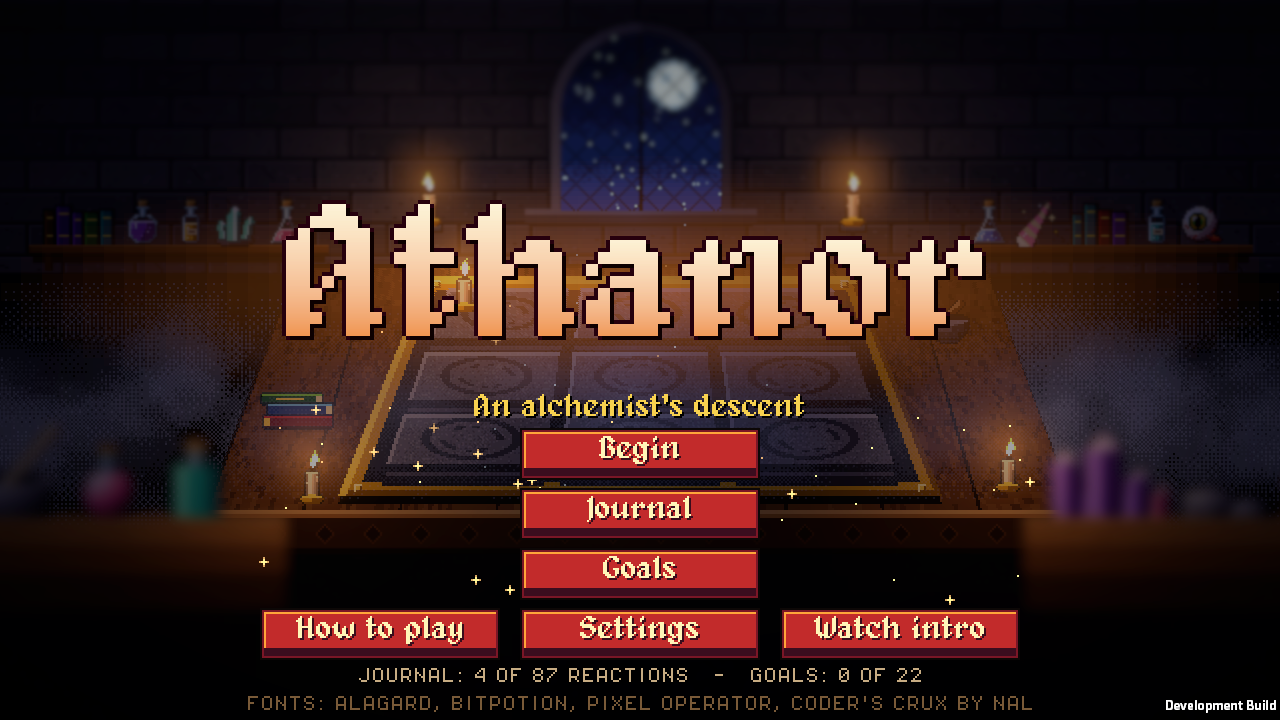 Athanor
An alchemist's descent
Begin
Journal
Goals
How to play
Settings
Watch intro
JOURNAL: 4 OF 87 REACTIONS - GOALS: 0 OF 22
FONTS: ALAGARD, BITPOTION, PIXEL OPERATOR, CODER'S CRUX BY NAL
Development Build